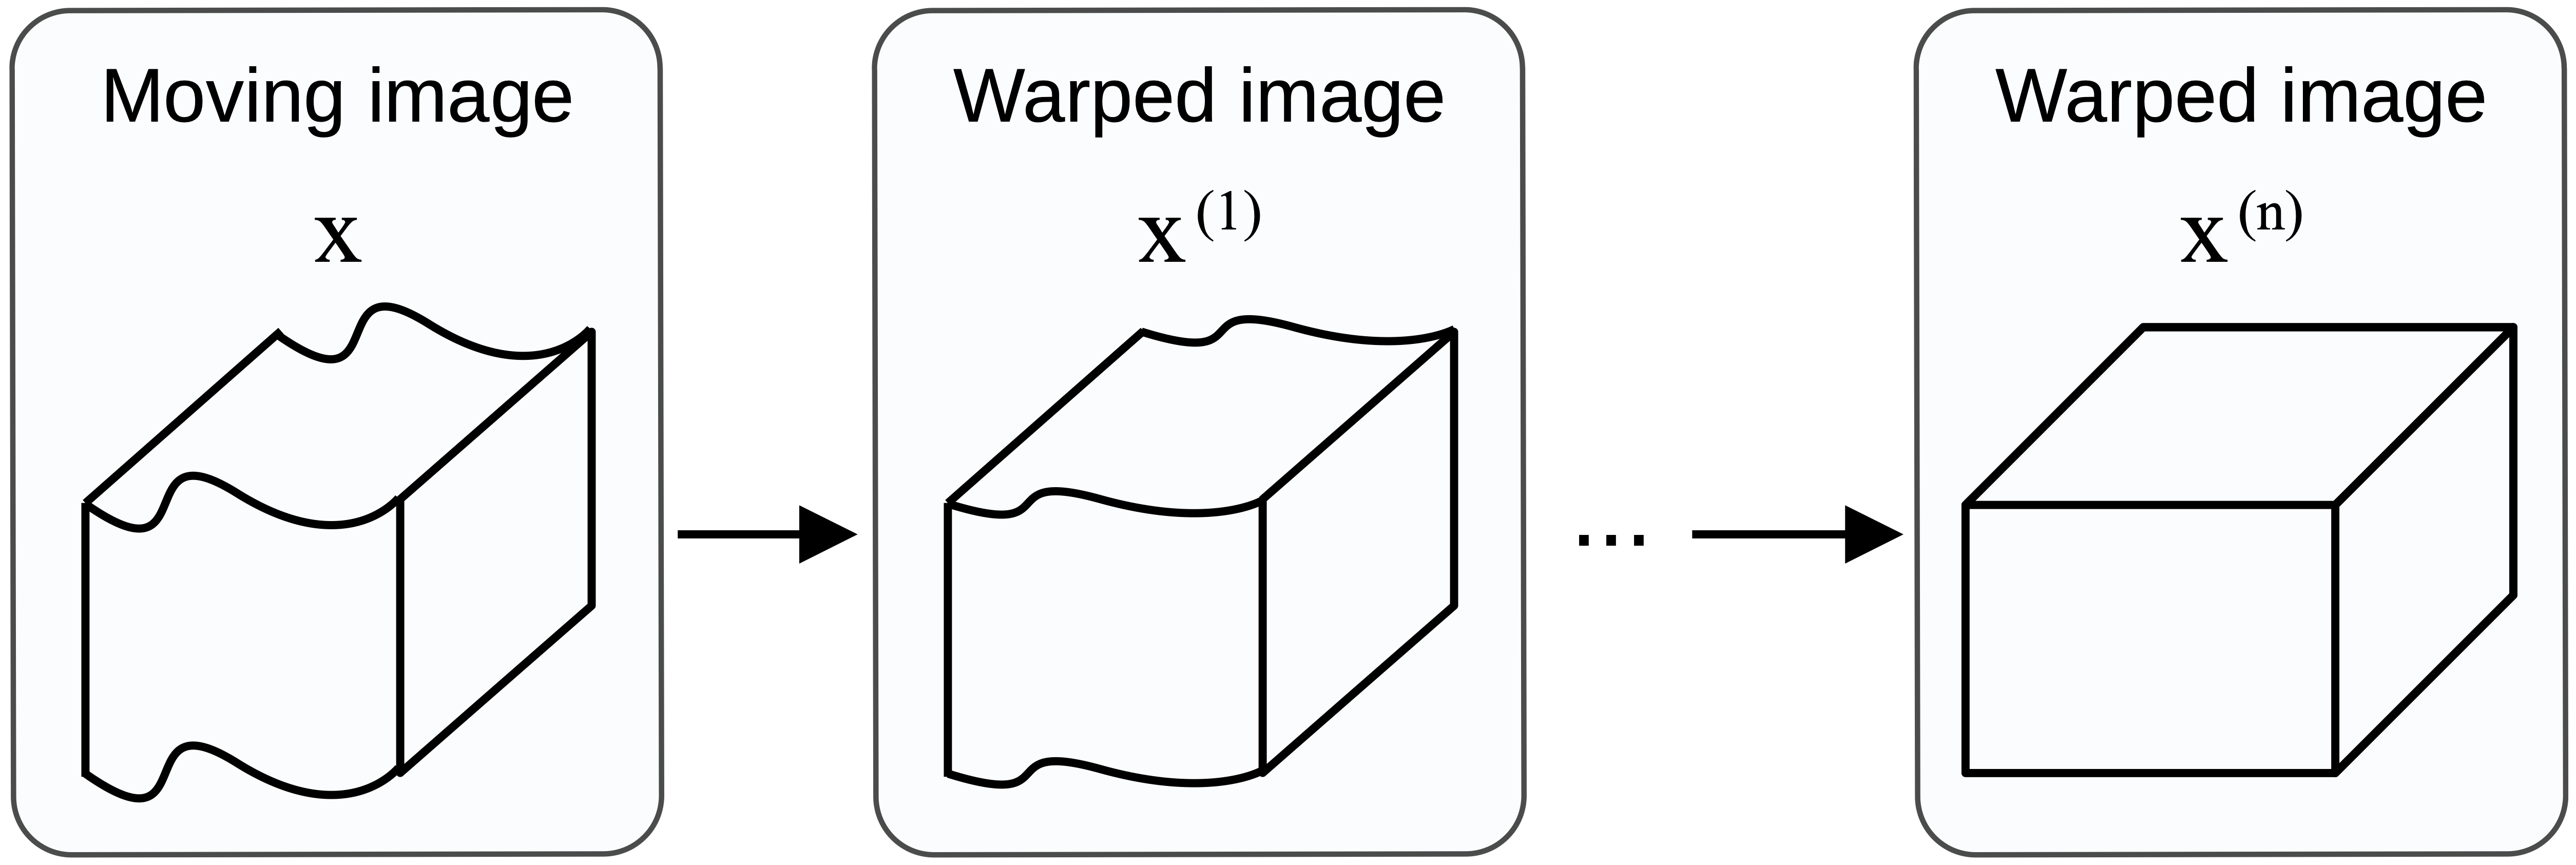 Moving image
x
Warped image
x (1)
...
Warped image
x (n)